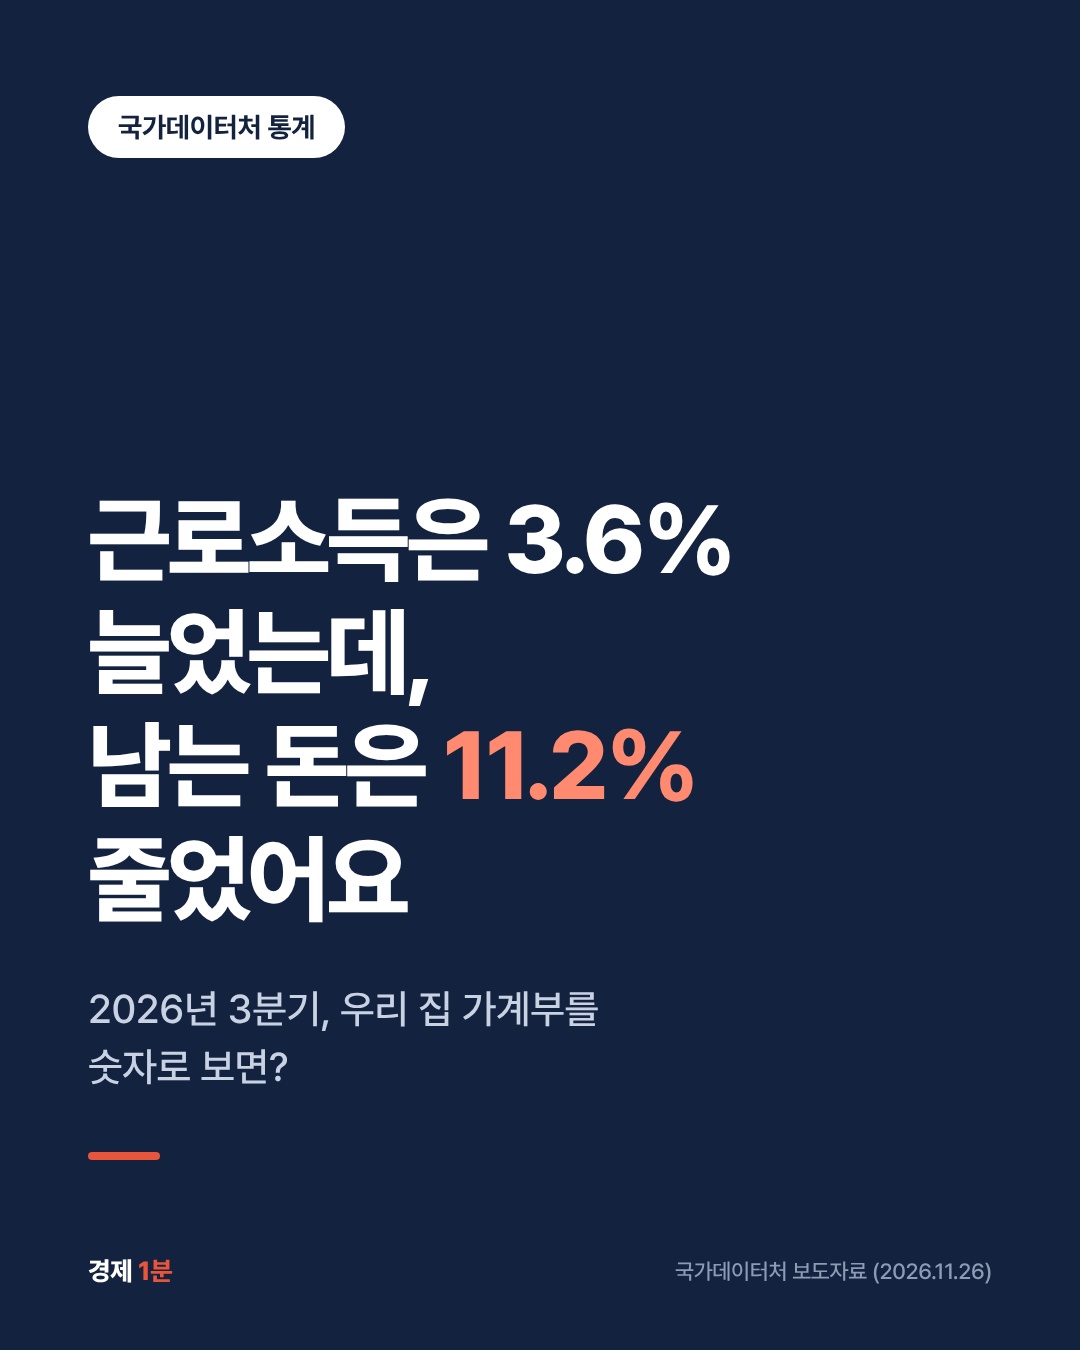 국가데이터처 통계
근로소득은 3.6%
늘었는데,
남는 돈은 11.2%
줄었어요
2026년 3분기, 우리 집 가계부를
숫자로 보면?
경제 1분
국가데이터처 보도자료 (2026.11.26)